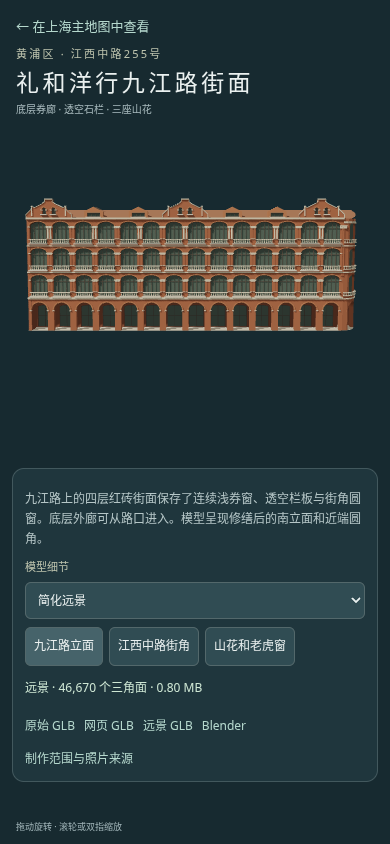 ← 在上海主地图中查看
黄浦区 · 江西中路255号
礼和洋行九江路街面
底层券廊 · 透空石栏 · 三座山花
九江路上的四层红砖街面保存了连续浅券窗、透空栏板与街角圆
窗。底层外廊可从路口进入。模型呈现修缮后的南立面和近端圆
角。
模型细节
简化远景
九江路立面 江西中路街角 山花和老虎窗
远景 · 46,670 个三角面 · 0.80 MB
原始 GLB 网页 GLB 远景 GLB Blender
制作范围与照片来源
拖动旋转 · 滚轮或双指缩放